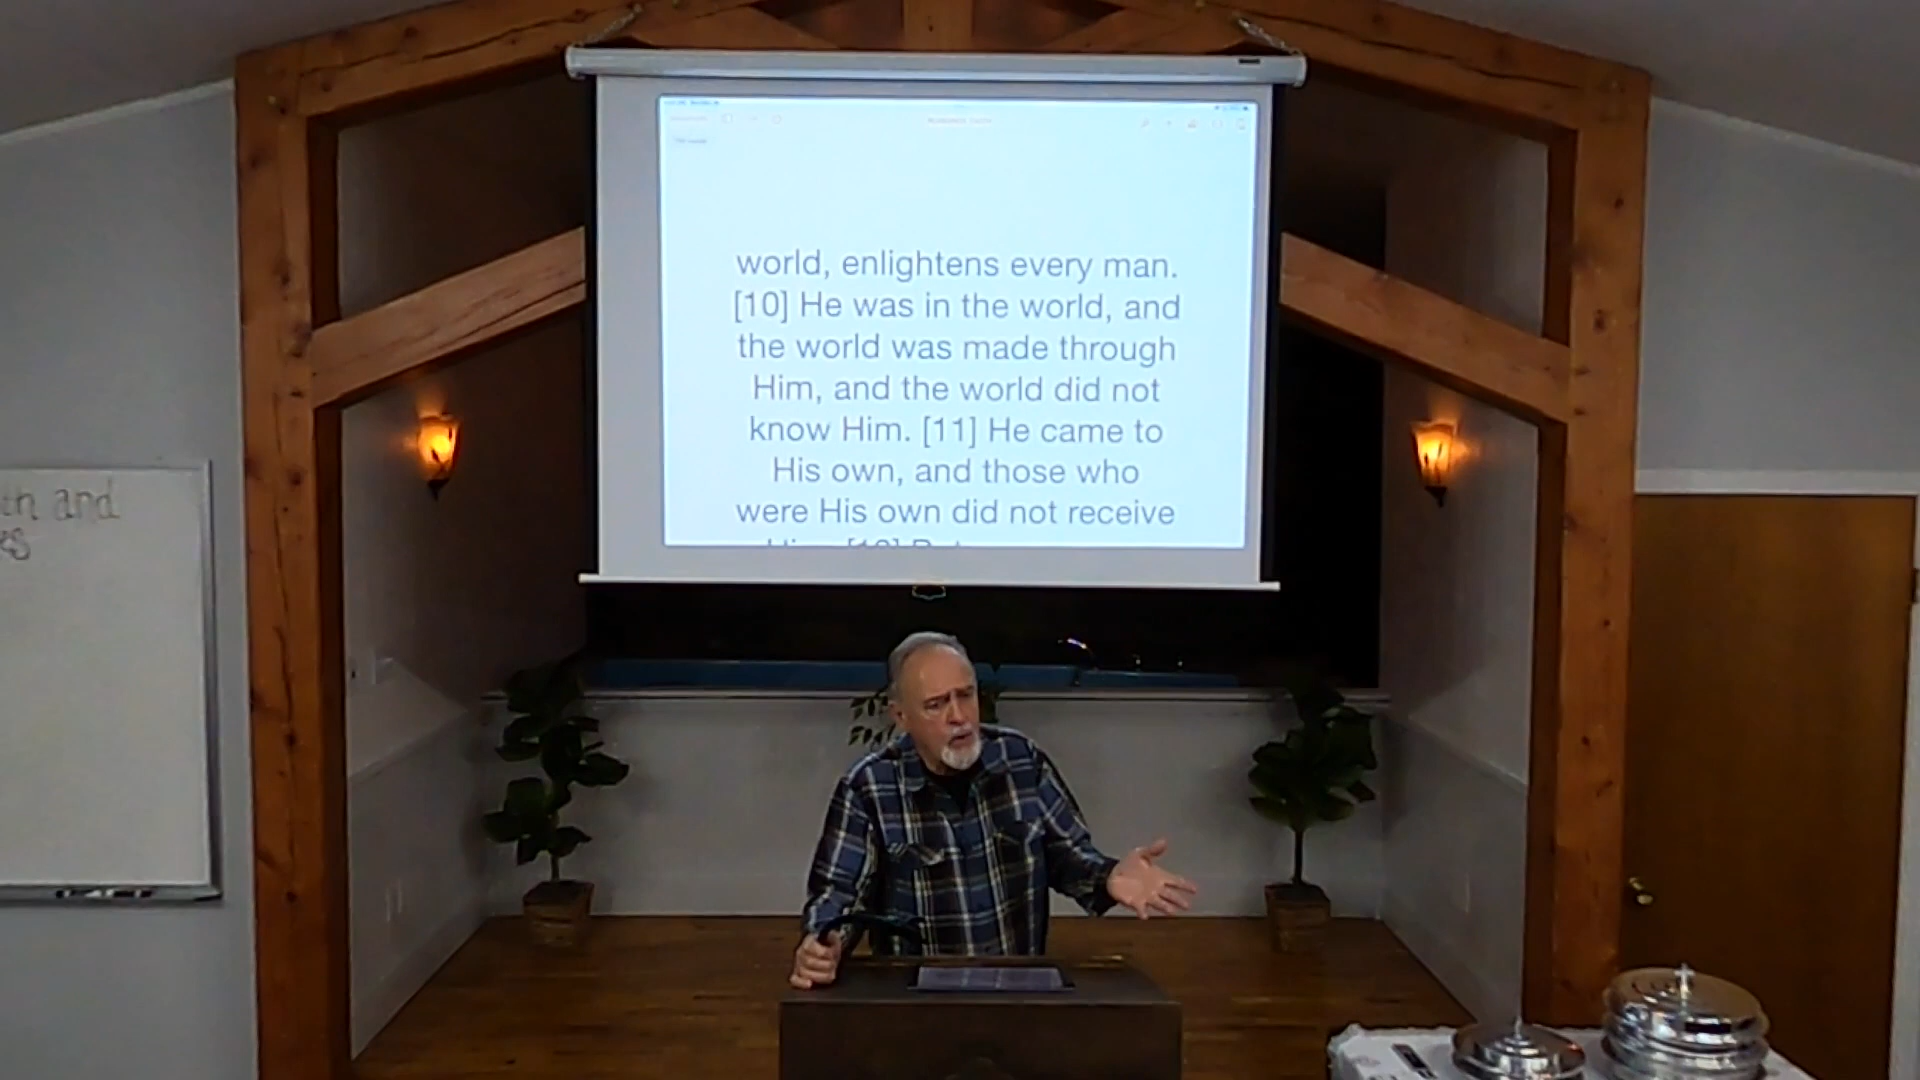 world, enlightens every man.
[10] He was in the world, and
the world was made through
Him, and the world did not
know Him. [11] He came to
His own, and those who
were His own did not receive
and